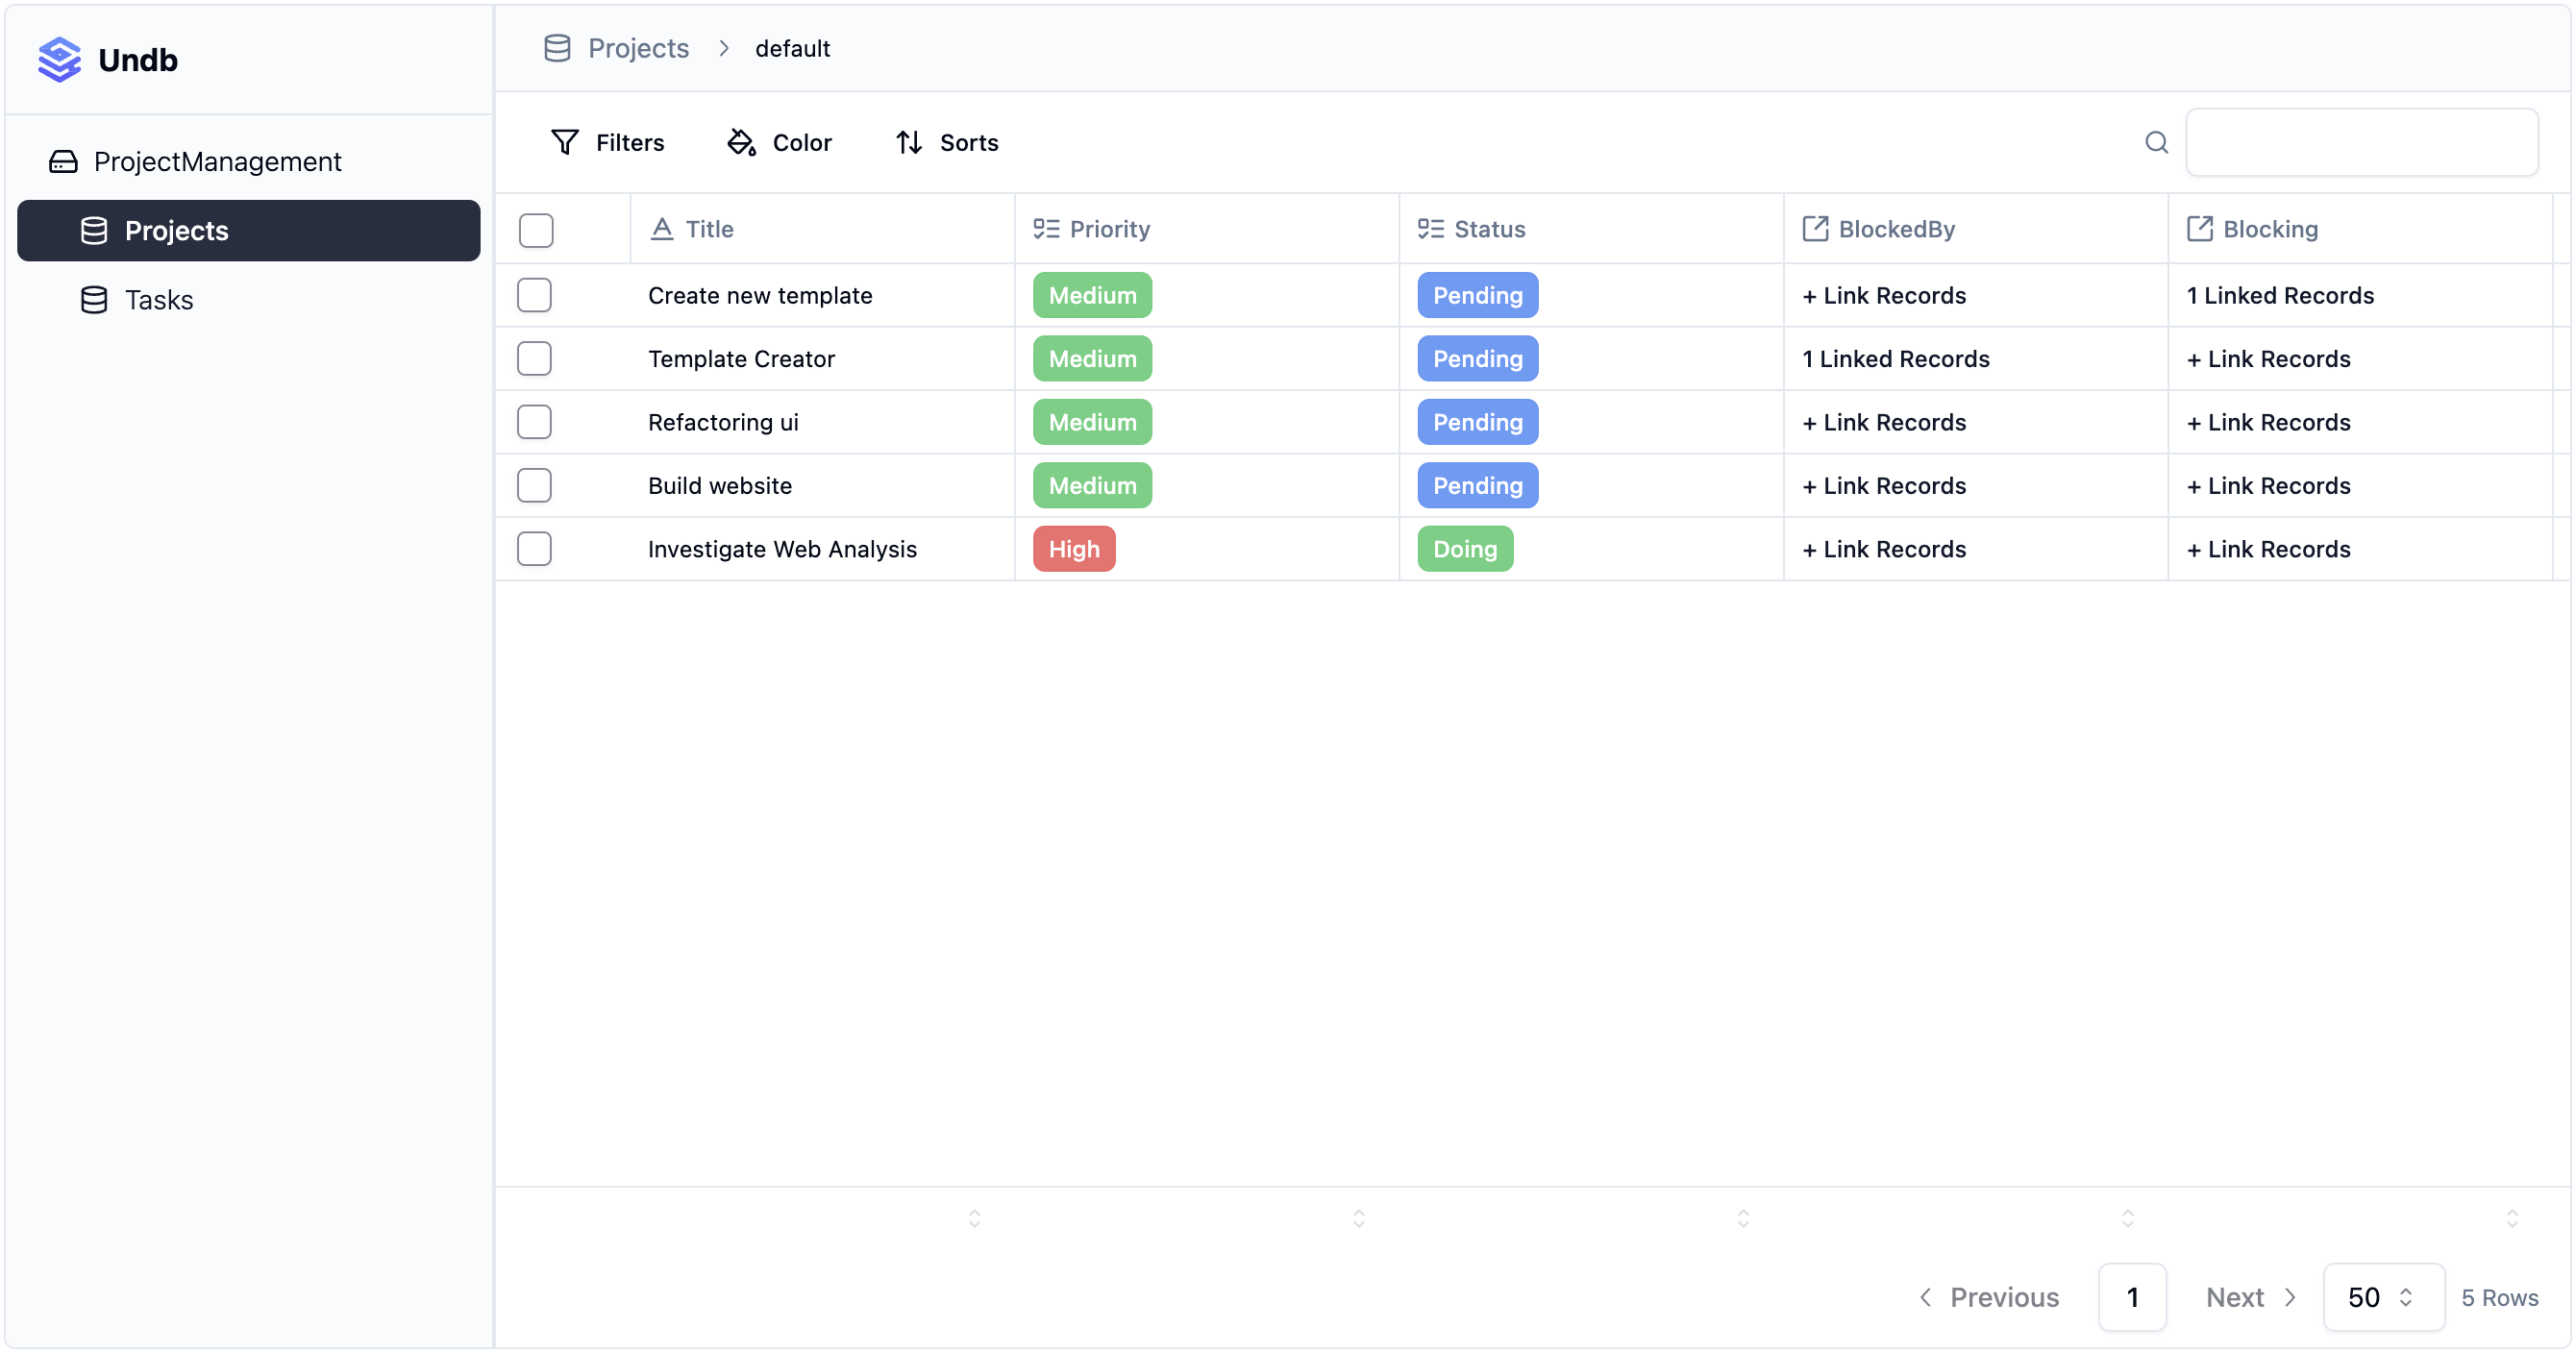 Undb
ProjectManagement
Projects
Tasks
Projects > default
Filters Color Sorts
Title Priority Status BlockedBy Blocking
Create new template Medium Pending + Link Records 1 Linked Records
Template Creator Medium Pending 1 Linked Records + Link Records
Refactoring ui Medium Pending + Link Records + Link Records
Build website Medium Pending + Link Records + Link Records
Investigate Web Analysis High Doing + Link Records + Link Records
Previous 1 Next 50 5 Rows